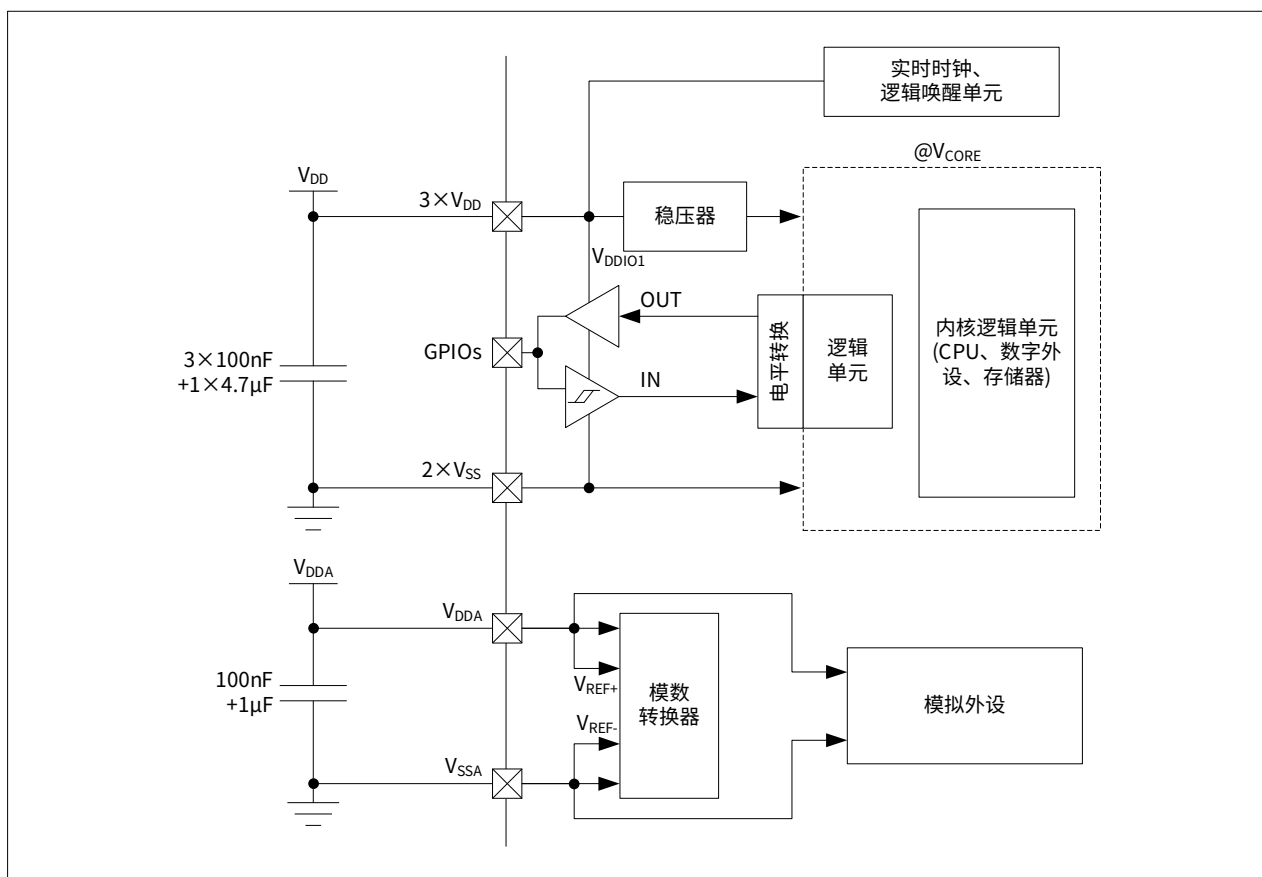 实时时钟、
逻辑唤醒单元
@VCORE
VDD
3×VDD
稳压器
VDDIO1
OUT
GPIOs
电平转换
逻辑
单元
内核逻辑单元
(CPU、数字外
设、存储器)
3×100nF
+1×4.7μF
IN
2×VSS
VDDA
VDDA
100nF
+1μF
VREF+
模数
转换器
VREF-
模拟外设
VSSA